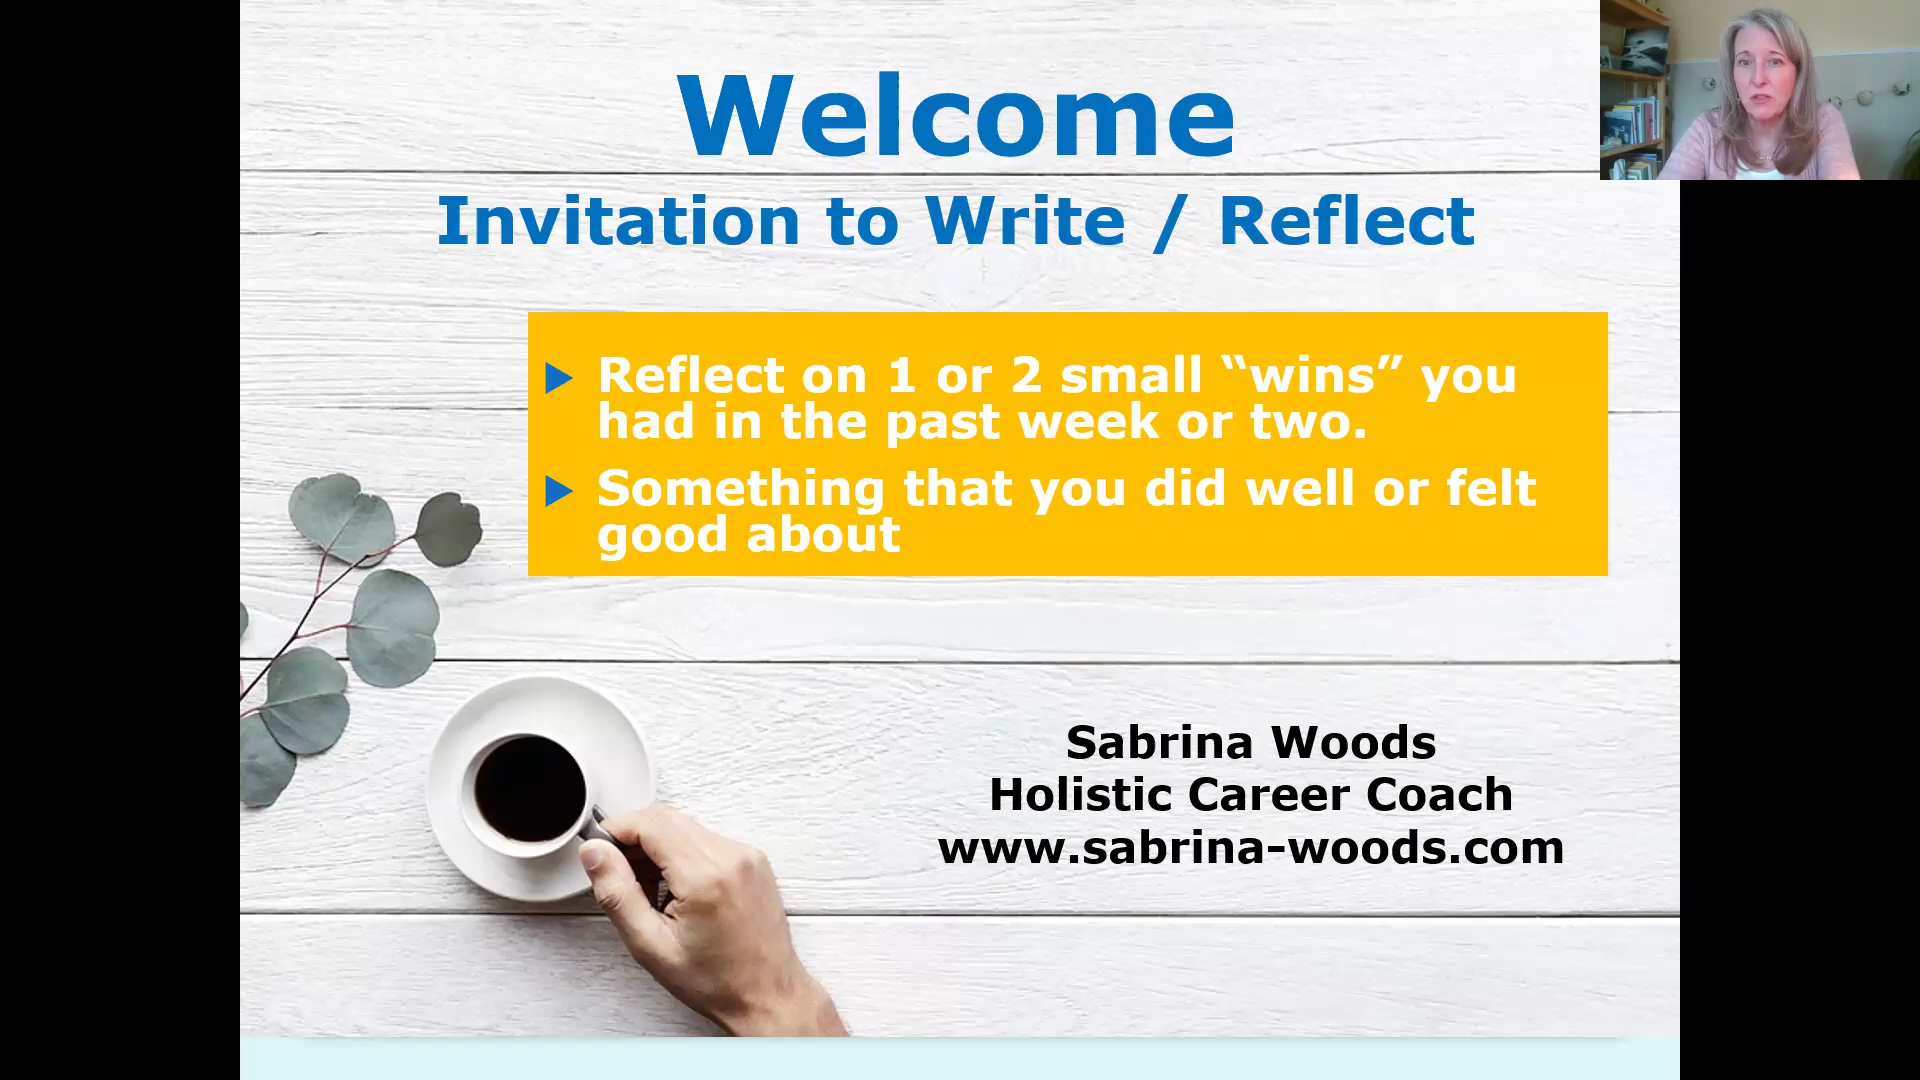 Welcome
Invitation to Write / Reflect
Reflect on 1 or 2 small “wins” you
had in the past week or two.
Something that you did well or felt
good about
Sabrina Woods
Holistic Career Coach
www.sabrina-woods.com